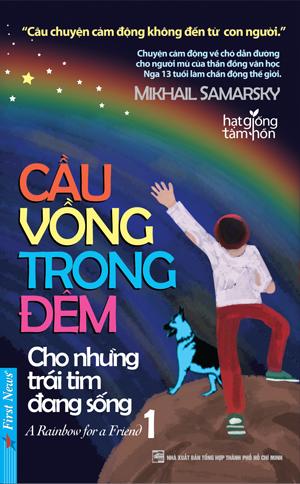 “Câu chuyện cảm động không đến từ con người.”
Chuyện cảm động về chó dẫn đường
cho người mù của thần đồng văn học
Nga 13 tuổi làm chấn động thế giới.
MIKHAIL SAMARSKY
hạt giống
tâm hồn
CẦU
VỒNG
TRONG
ĐÊM
Cho những
trái tim
đang sống
A Rainbow for a Friend 1
First News
NHÀ XUẤT BẢN TỔNG HỢP THÀNH PHỐ HỒ CHÍ MINH